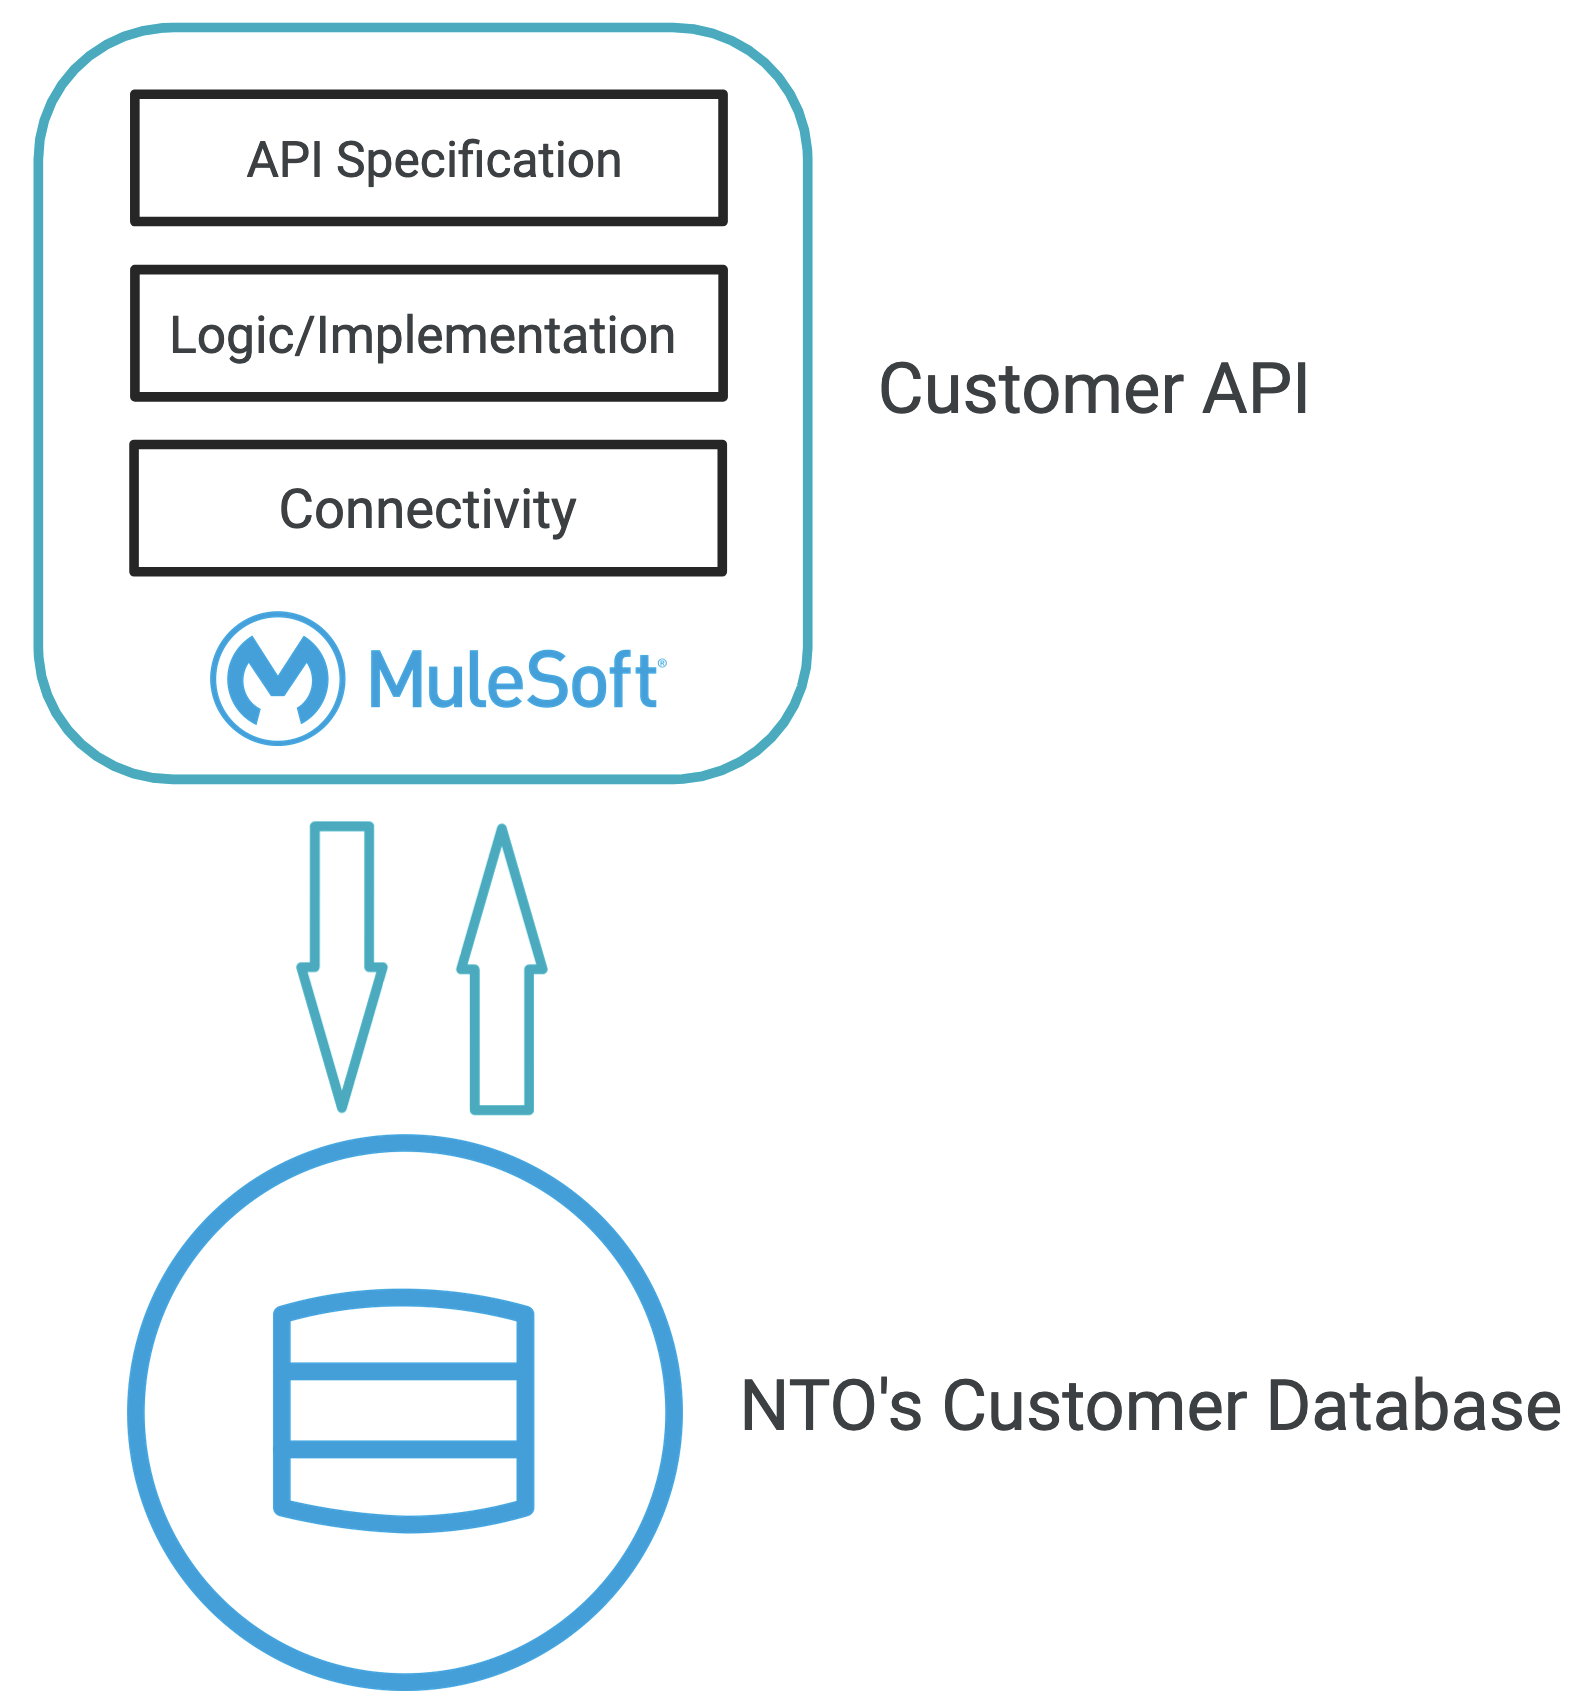 API Specification
Logic/Implementation
Customer API
Connectivity
MuleSoft®
NTO's Customer Database